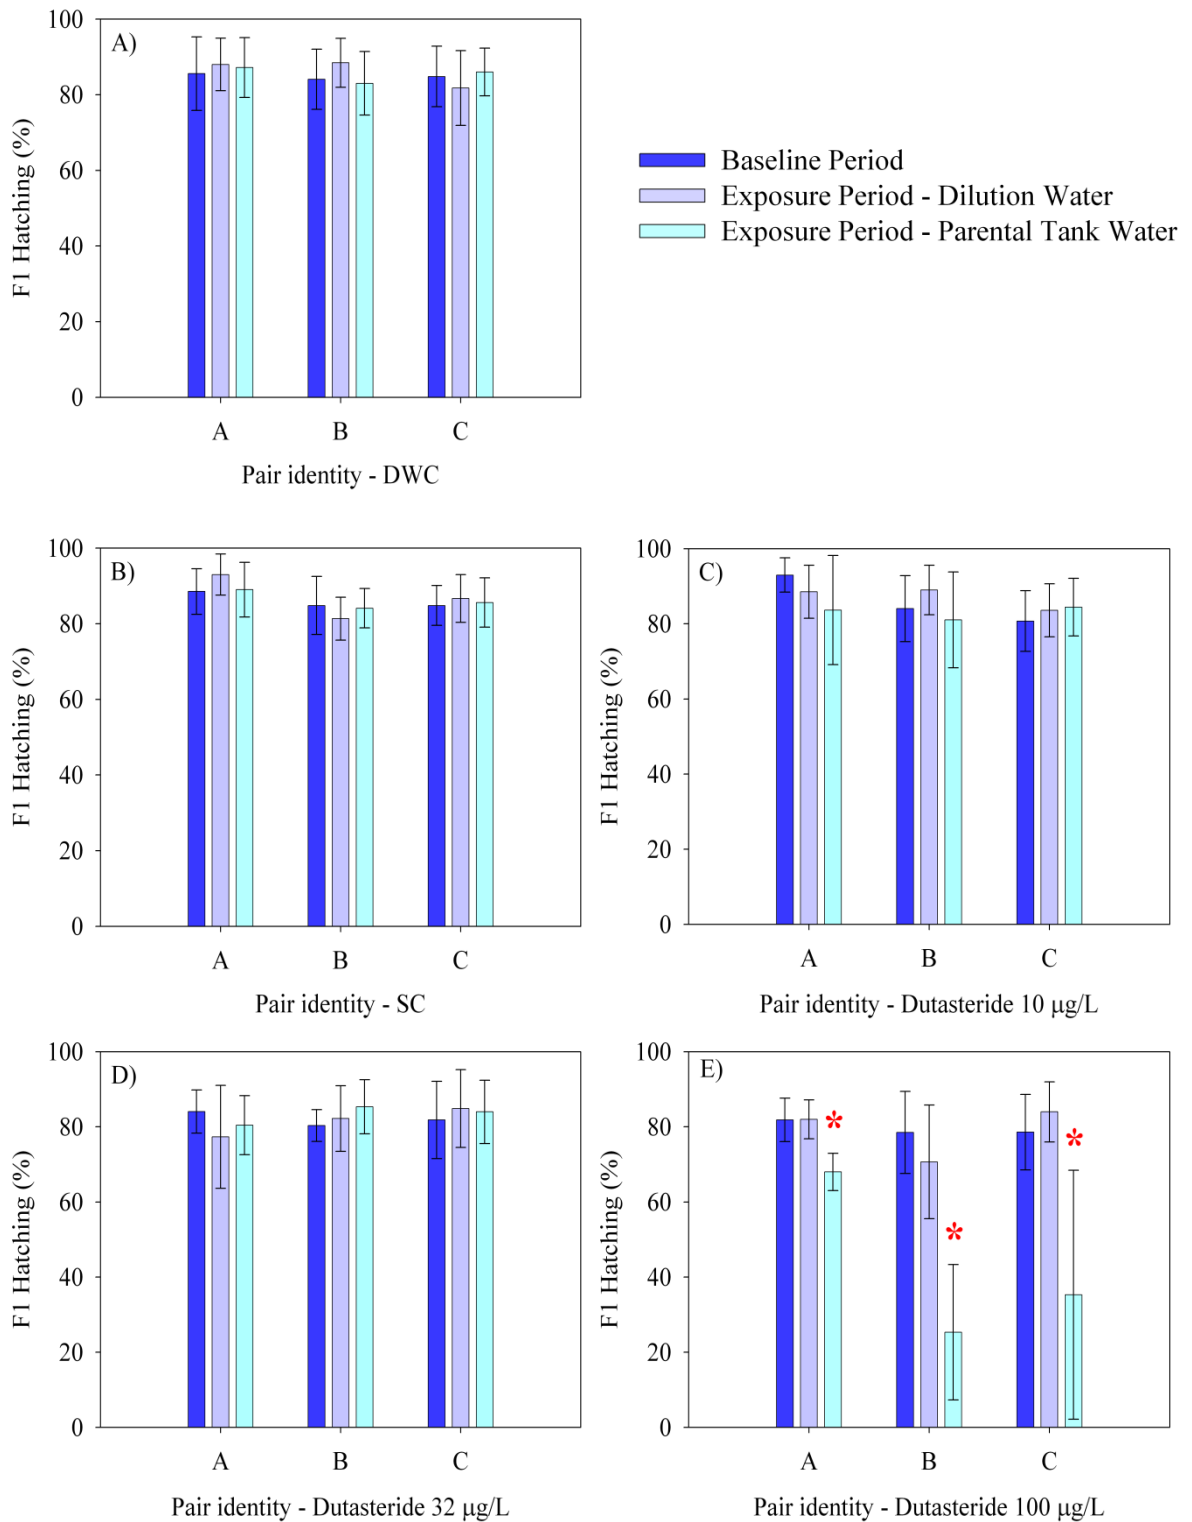 A)
F1 Hatching (%)
100
80
60
40
20
0
A B C
Pair identity - DWC
Baseline Period
Exposure Period - Dilution Water
Exposure Period - Parental Tank Water
B)
F1 Hatching (%)
100
80
60
40
20
0
A B C
Pair identity - SC
C)
F1 Hatching (%)
100
80
60
40
20
0
A B C
Pair identity - Dutasteride 10 µg/L
D)
F1 Hatching (%)
100
80
60
40
20
0
A B C
Pair identity - Dutasteride 32 µg/L
E)
F1 Hatching (%)
100
80
60
40
20
0
*
*
*
A B C
Pair identity - Dutasteride 100 µg/L